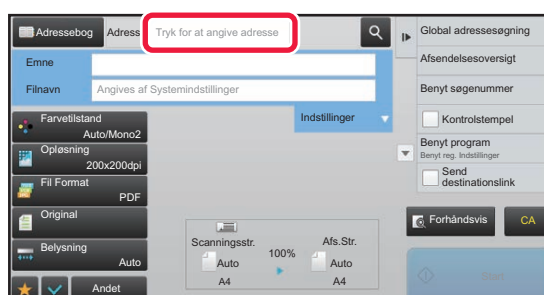 Adressebog
Adress
Tryk for at angive adresse
Emne
Filnavn
Angives af Systemindstillinger
Indstillinger
Farvetilstand
Auto/Mono2
Opløsning
200x200dpi
Fil Format
PDF
Original
Belysning
Auto
Andet
Scanningsstr.
Auto
A4
100%
Afs.Str.
Auto
A4
Global adressesøgning
Afsendelsesoversigt
Benyt søgenummer
Kontrolstempel
Benyt program
Benyt reg. Indstillinger
Send
destinationslink
Forhåndsvis
CA
Start